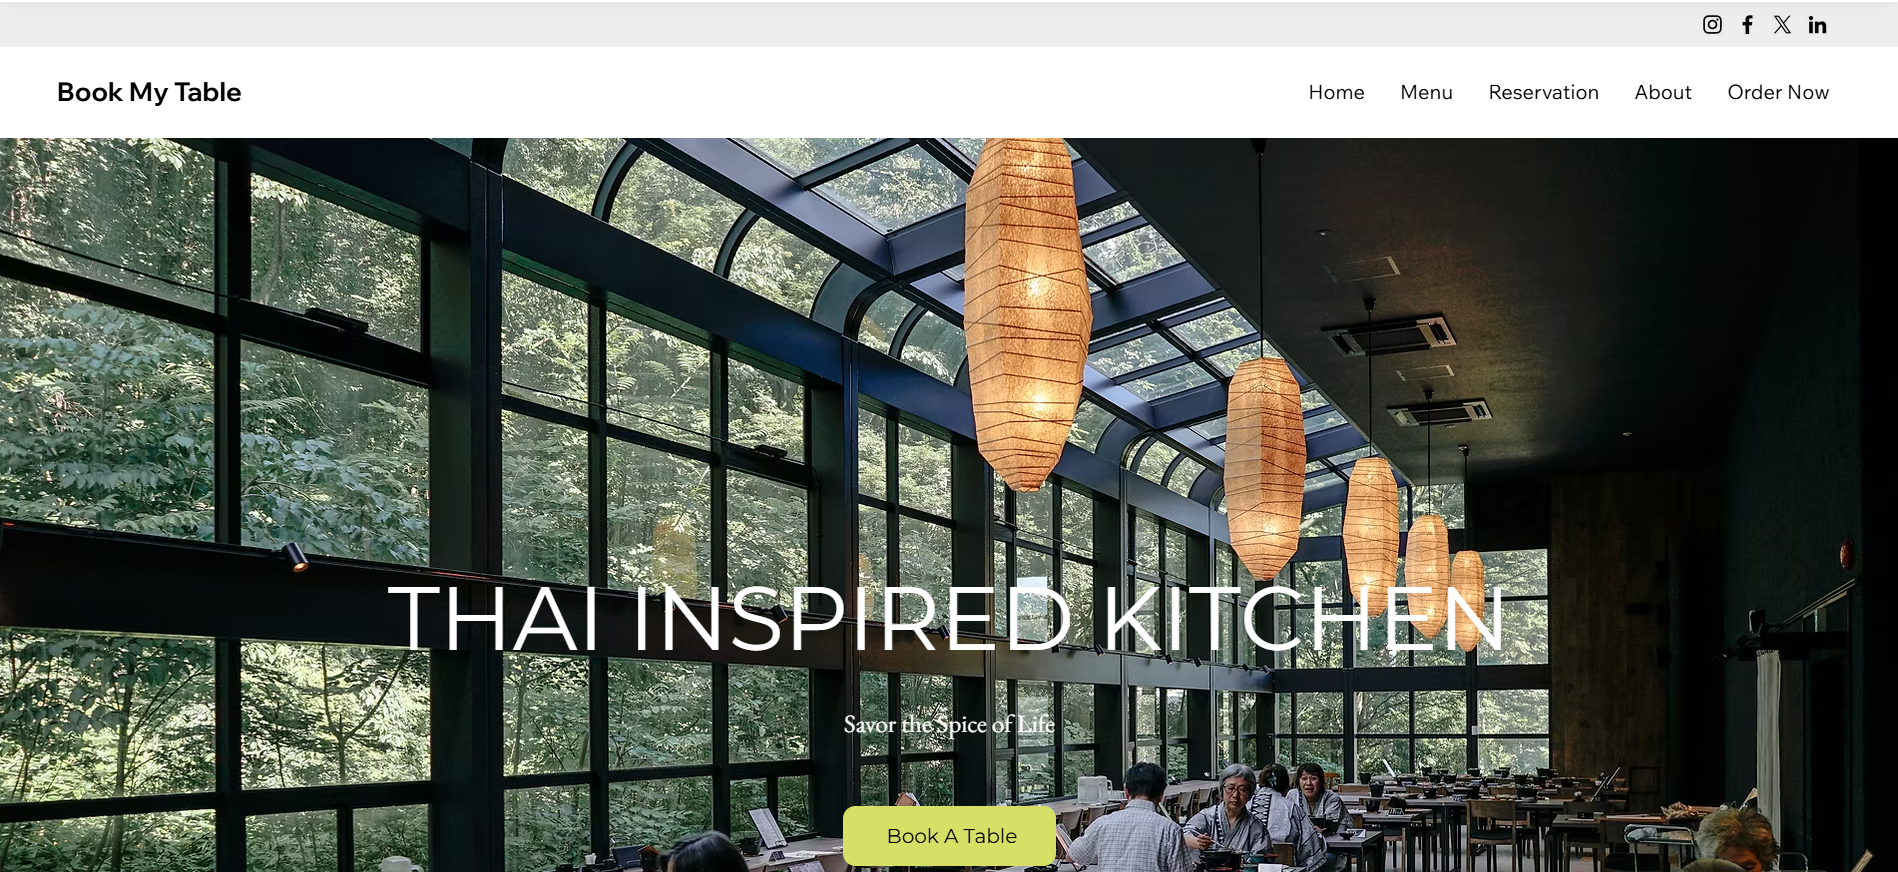 Book My Table
Home Menu Reservation About Order Now
THAI INSPIRED KITCHEN
Savor the Spice of Life
Book A Table